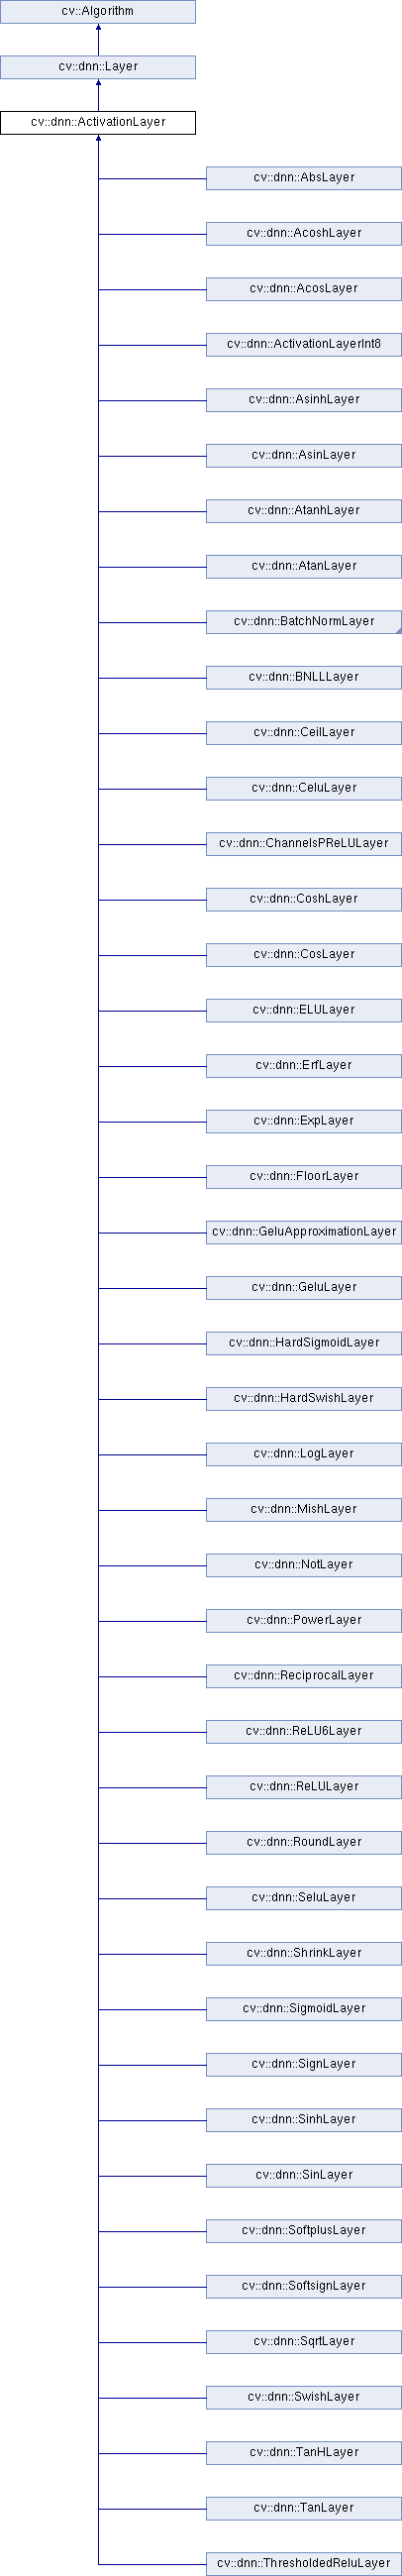 cv::Algorithm
cv::dnn::Layer
cv::dnn::ActivationLayer
cv::dnn::AbsLayer
cv::dnn::AcoshLayer
cv::dnn::AcosLayer
cv::dnn::ActivationLayerInt8
cv::dnn::AsinhLayer
cv::dnn::AsinLayer
cv::dnn::AtanhLayer
cv::dnn::AtanLayer
cv::dnn::BatchNormLayer
cv::dnn::BNLLLayer
cv::dnn::CeilLayer
cv::dnn::CeluLayer
cv::dnn::ChannelsPReLULayer
cv::dnn::CoshLayer
cv::dnn::CosLayer
cv::dnn::ELULayer
cv::dnn::ErfLayer
cv::dnn::ExpLayer
cv::dnn::FloorLayer
cv::dnn::GeluApproximationLayer
cv::dnn::GeluLayer
cv::dnn::HardSigmoidLayer
cv::dnn::HardSwishLayer
cv::dnn::LogLayer
cv::dnn::MishLayer
cv::dnn::NotLayer
cv::dnn::PowerLayer
cv::dnn::ReciprocalLayer
cv::dnn::ReLU6Layer
cv::dnn::ReLULayer
cv::dnn::RoundLayer
cv::dnn::SeluLayer
cv::dnn::ShrinkLayer
cv::dnn::SigmoidLayer
cv::dnn::SignLayer
cv::dnn::SinhLayer
cv::dnn::SinLayer
cv::dnn::SoftplusLayer
cv::dnn::SoftsignLayer
cv::dnn::SqrtLayer
cv::dnn::SwishLayer
cv::dnn::TanHLayer
cv::dnn::TanLayer
cv::dnn::ThresholdedReluLayer